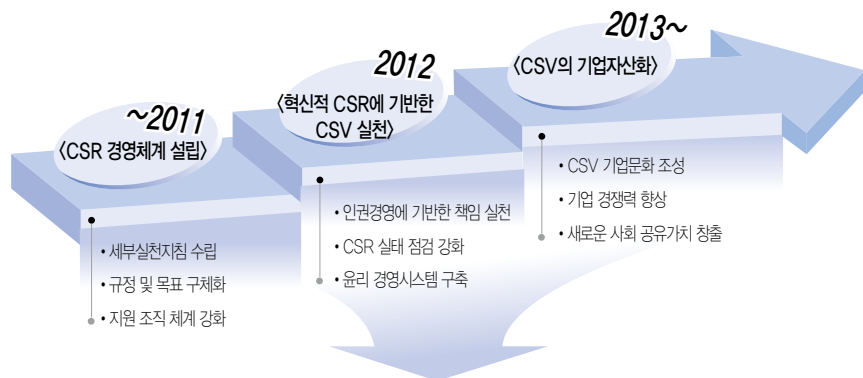 ~2011
〈CSR 경영체계 설립〉
• 세부실천지침 수립
• 규정 및 목표 구체화
• 지원 조직 체계 강화
2012
〈혁신적 CSR에 기반한
CSV 실천〉
• 인권경영에 기반한 책임 실천
• CSR 실태 점검 강화
• 윤리 경영시스템 구축
2013~
〈CSV의 기업자산화〉
• CSV 기업문화 조성
• 기업 경쟁력 향상
• 새로운 사회 공유가치 창출